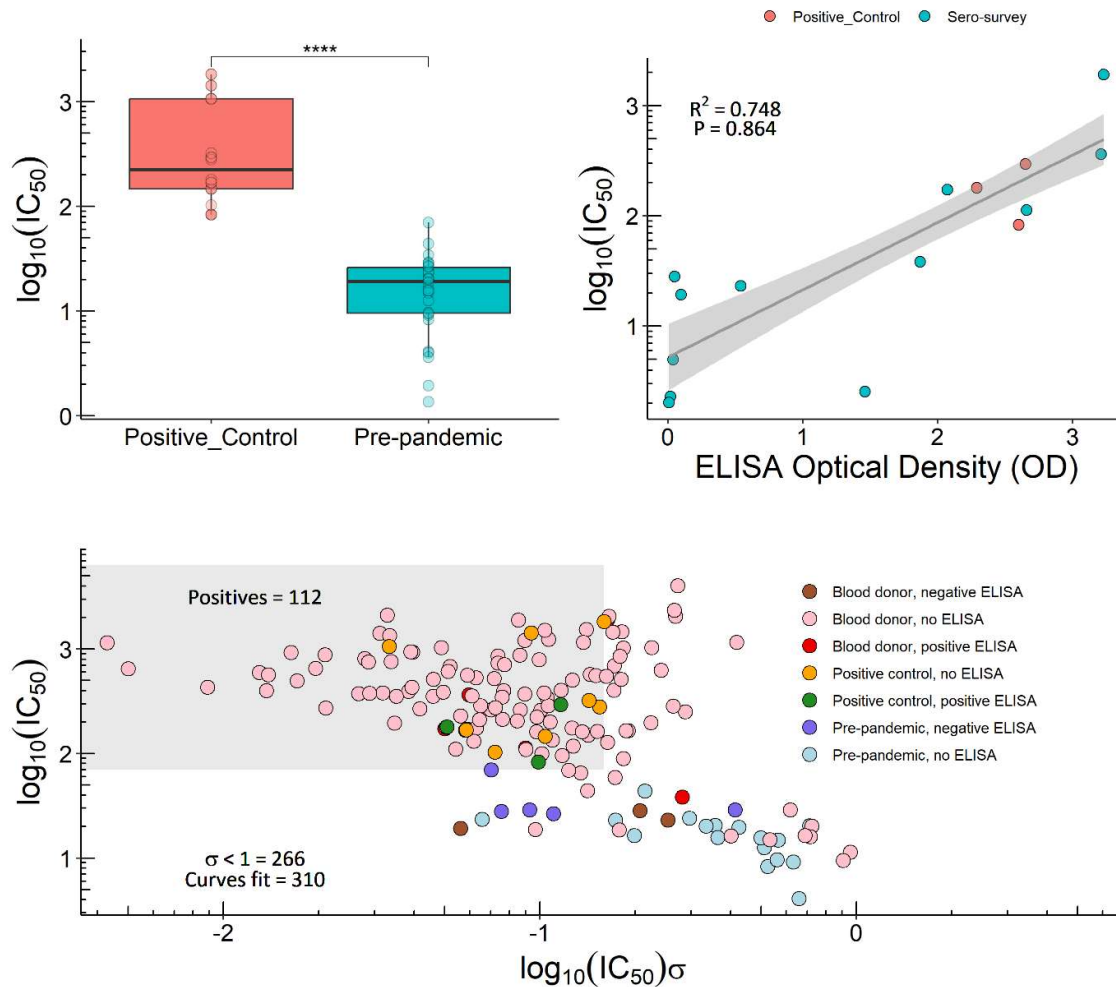 ****
3
2
1
0
log10(IC50)
Positive_Control
Pre-pandemic
Positive_Control
Sero-survey
R2 = 0.748
P = 0.864
3
2
1
log10(IC50)
0
1
2
3
ELISA Optical Density (OD)
Positives = 112
σ < 1 = 266
Curves fit = 310
3
2
1
log10(IC50)
-2
-1
0
log10(IC50)σ
Blood donor, negative ELISA
Blood donor, no ELISA
Blood donor, positive ELISA
Positive control, no ELISA
Positive control, positive ELISA
Pre-pandemic, negative ELISA
Pre-pandemic, no ELISA